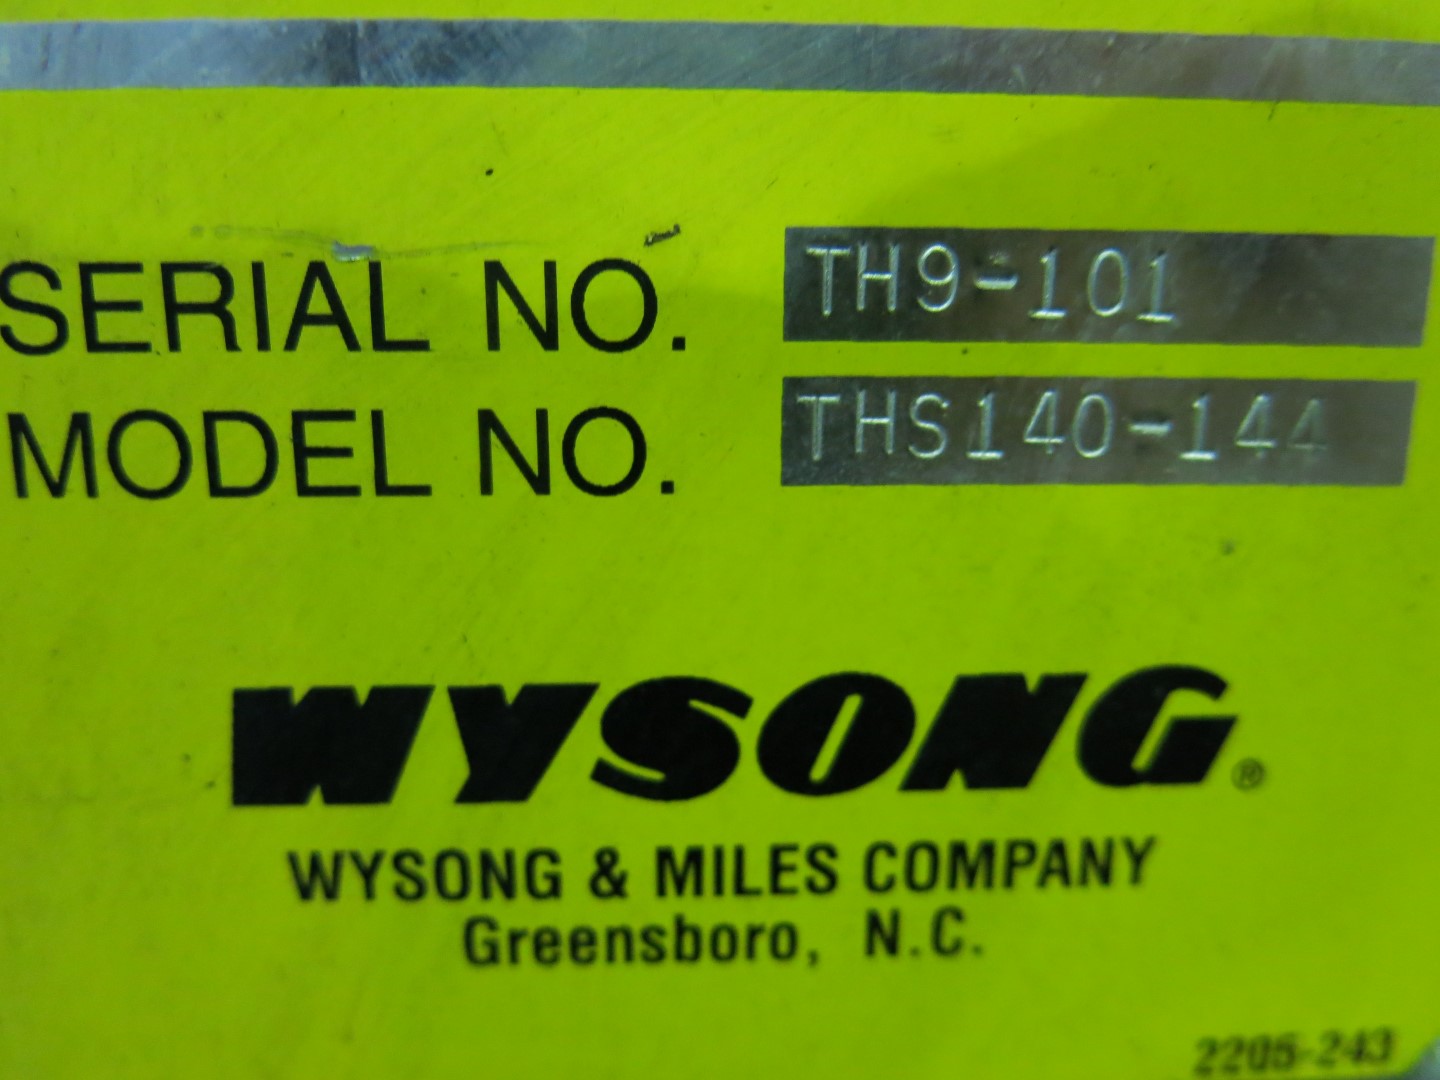 SERIAL NO. TH9-101
MODEL NO. THS140-144
WYSONG®
WYSONG & MILES COMPANY
Greensboro, N.C.
2205-243